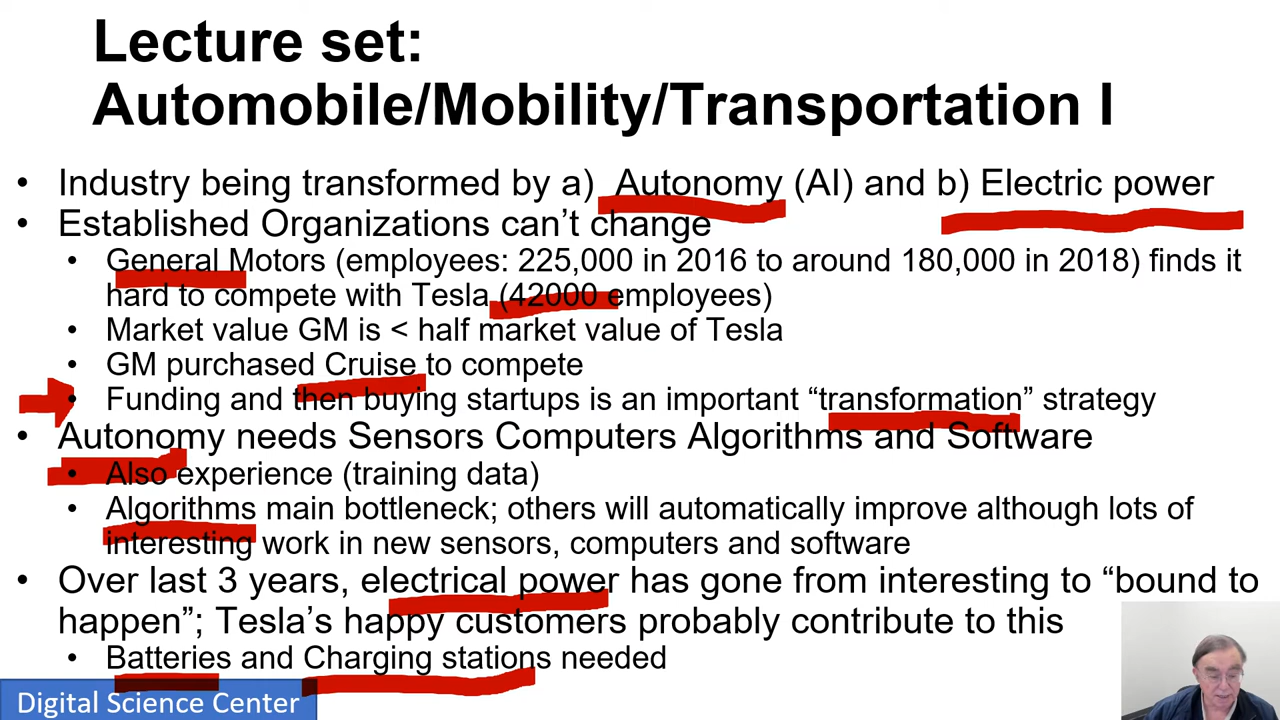 Lecture set:
Automobile/Mobility/Transportation I
• Industry being transformed by a) Autonomy (AI) and b) Electric power
• Established Organizations can’t change
• General Motors (employees: 225,000 in 2016 to around 180,000 in 2018) finds it
hard to compete with Tesla (42000 employees)
• Market value GM is < half market value of Tesla
• GM purchased Cruise to compete
• Funding and then buying startups is an important “transformation” strategy
• Autonomy needs Sensors Computers Algorithms and Software
• Also experience (training data)
• Algorithms main bottleneck; others will automatically improve although lots of
interesting work in new sensors, computers and software
• Over last 3 years, electrical power has gone from interesting to “bound to
happen”; Tesla’s happy customers probably contribute to this
• Batteries and Charging stations needed
Digital Science Center